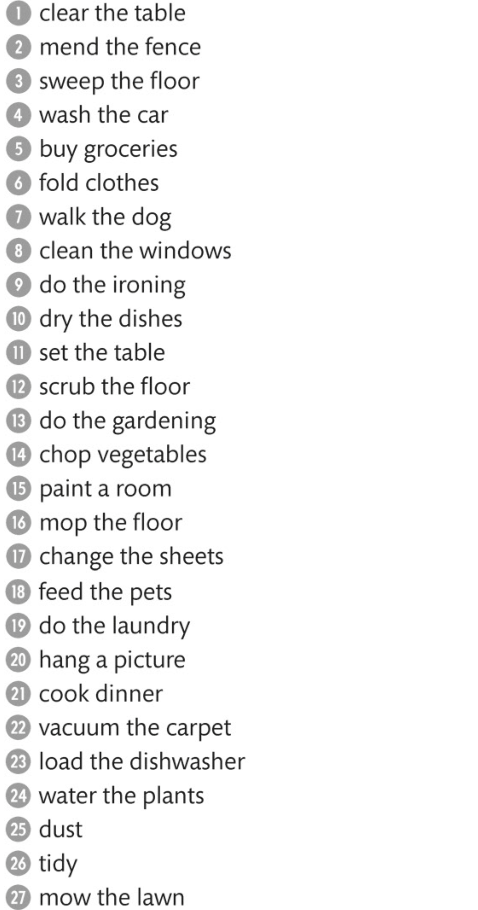 1 clear the table
2 mend the fence
3 sweep the floor
4 wash the car
5 buy groceries
6 fold clothes
7 walk the dog
8 clean the windows
9 do the ironing
10 dry the dishes
11 set the table
12 scrub the floor
13 do the gardening
14 chop vegetables
15 paint a room
16 mop the floor
17 change the sheets
18 feed the pets
19 do the laundry
20 hang a picture
21 cook dinner
22 vacuum the carpet
23 load the dishwasher
24 water the plants
25 dust
26 tidy
27 mow the lawn